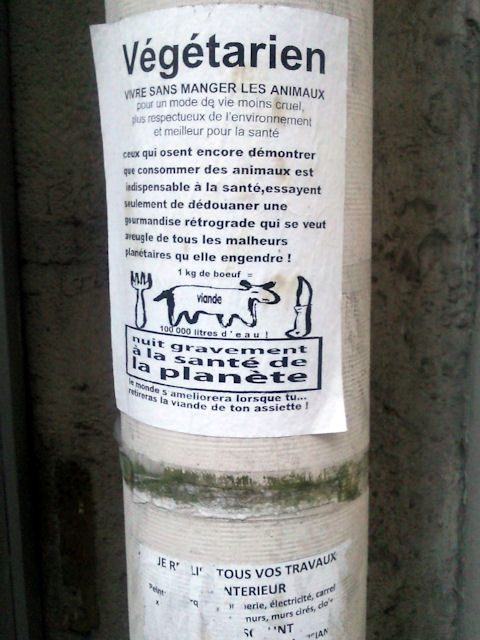 Végétarien
VIVRE SANS MANGER LES ANIMAUX
pour un mode de vie moins cruel,
plus respectueux de l'environnement
et meilleur pour la santé
ceux qui osent encore démontrer
que consommer des animaux est
indispensable à la santé,essayent
seulement de dédouaner une
gourmandise rétrograde qui se veut
aveugle de tous les malheurs
planétaires qu elle engendre !
1 kg de boeuf =
viande
100 000 litres d'eau !
nuit gravement
à la santé de
la planète
le monde s ameliorera lorsque tu...
retireras la viande de ton assiette !
JE TOUS VOS TRAVAUX
INTERIEUR
électricité,
murs, murs cirés,